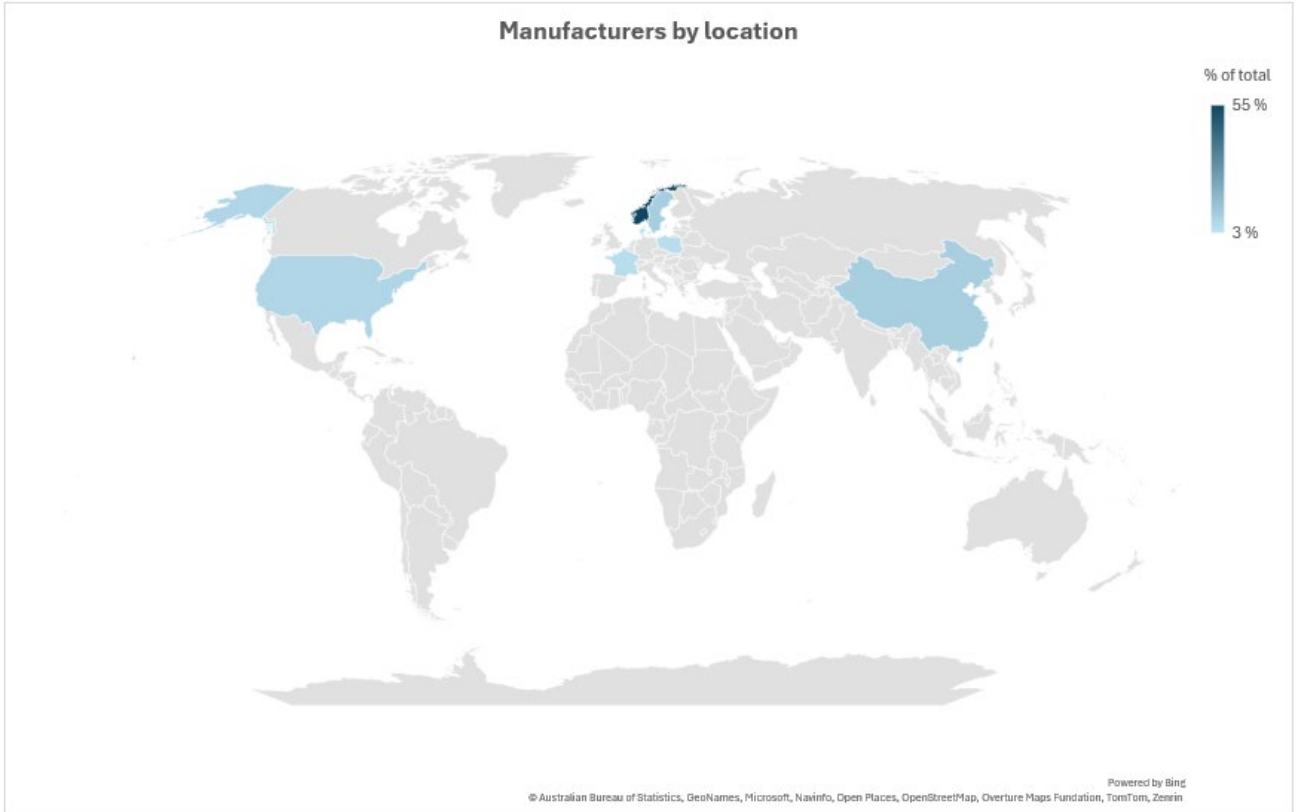 Manufacturers by location
% of total
55 %
3 %
Powered by Bing
© Australian Bureau of Statistics, GeoNames, Microsoft, Navinfo, Open Places, OpenStreetMap, Overture Maps Fundation, TomTom, Zenrin